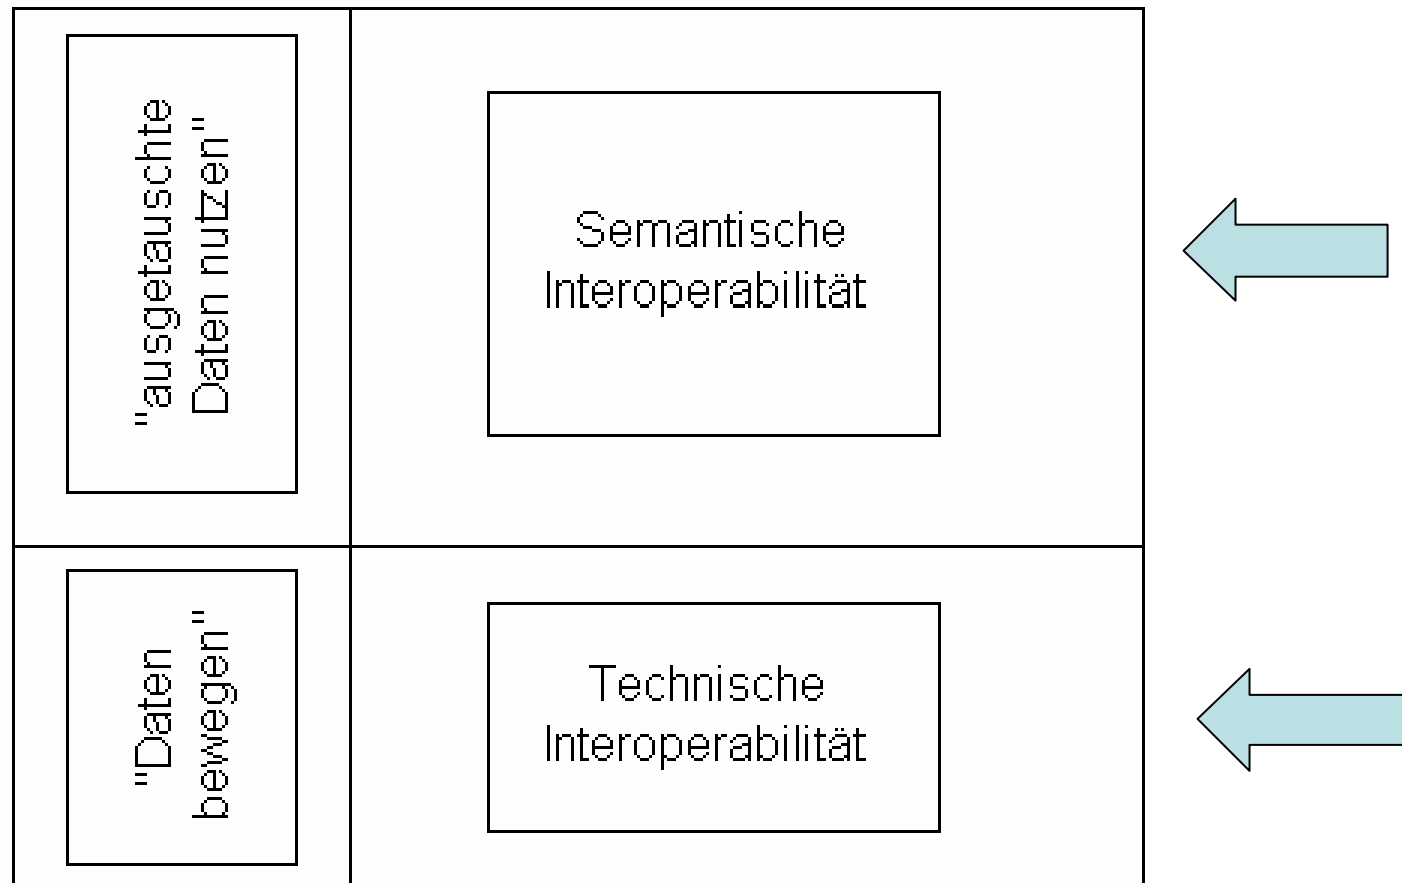 "ausgetauschte
Daten nutzen"
Semantische
Interoperabilität
"Daten
bewegen"
Technische
Interoperabilität